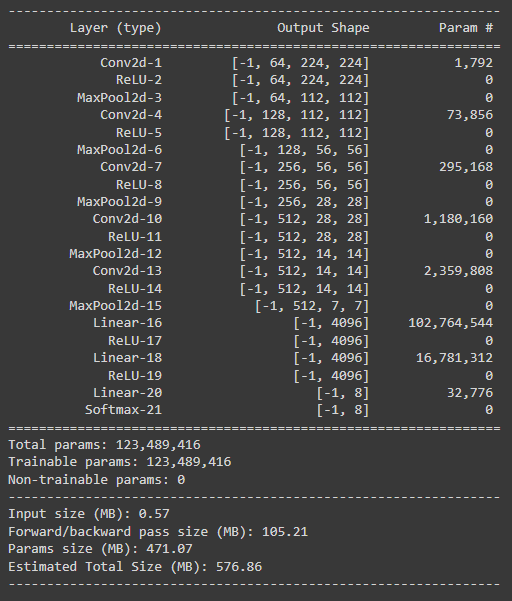 ----------------------------------------------------------------
        Layer (type)               Output Shape         Param #
================================================================
            Conv2d-1         [-1, 64, 224, 224]           1,792
              ReLU-2         [-1, 64, 224, 224]               0
         MaxPool2d-3         [-1, 64, 112, 112]               0
            Conv2d-4        [-1, 128, 112, 112]          73,856
              ReLU-5        [-1, 128, 112, 112]               0
         MaxPool2d-6          [-1, 128, 56, 56]               0
            Conv2d-7          [-1, 256, 56, 56]         295,168
              ReLU-8          [-1, 256, 56, 56]               0
         MaxPool2d-9          [-1, 256, 28, 28]               0
           Conv2d-10          [-1, 512, 28, 28]       1,180,160
             ReLU-11          [-1, 512, 28, 28]               0
        MaxPool2d-12          [-1, 512, 14, 14]               0
           Conv2d-13          [-1, 512, 14, 14]       2,359,808
             ReLU-14          [-1, 512, 14, 14]               0
        MaxPool2d-15            [-1, 512, 7, 7]               0
           Linear-16                 [-1, 4096]     102,764,544
             ReLU-17                 [-1, 4096]               0
           Linear-18                 [-1, 4096]      16,781,312
             ReLU-19                 [-1, 4096]               0
           Linear-20                    [-1, 8]          32,776
          Softmax-21                    [-1, 8]               0
================================================================
Total params: 123,489,416
Trainable params: 123,489,416
Non-trainable params: 0
----------------------------------------------------------------
Input size (MB): 0.57
Forward/backward pass size (MB): 105.21
Params size (MB): 471.07
Estimated Total Size (MB): 576.86
----------------------------------------------------------------